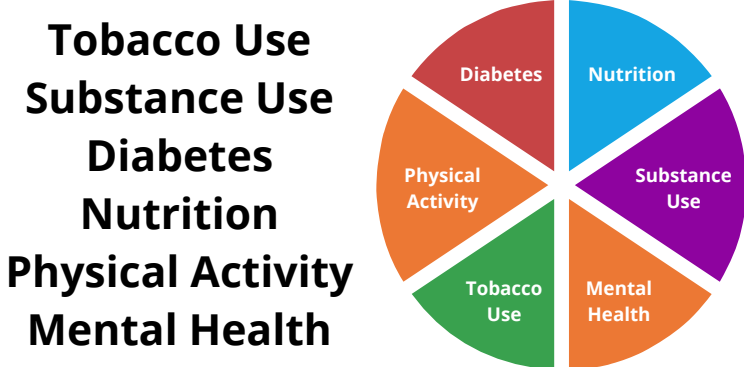 Tobacco Use
Substance Use
Diabetes
Nutrition
Physical Activity
Mental Health
Diabetes
Nutrition
Physical
Activity
Substance
Use
Tobacco
Use
Mental
Health